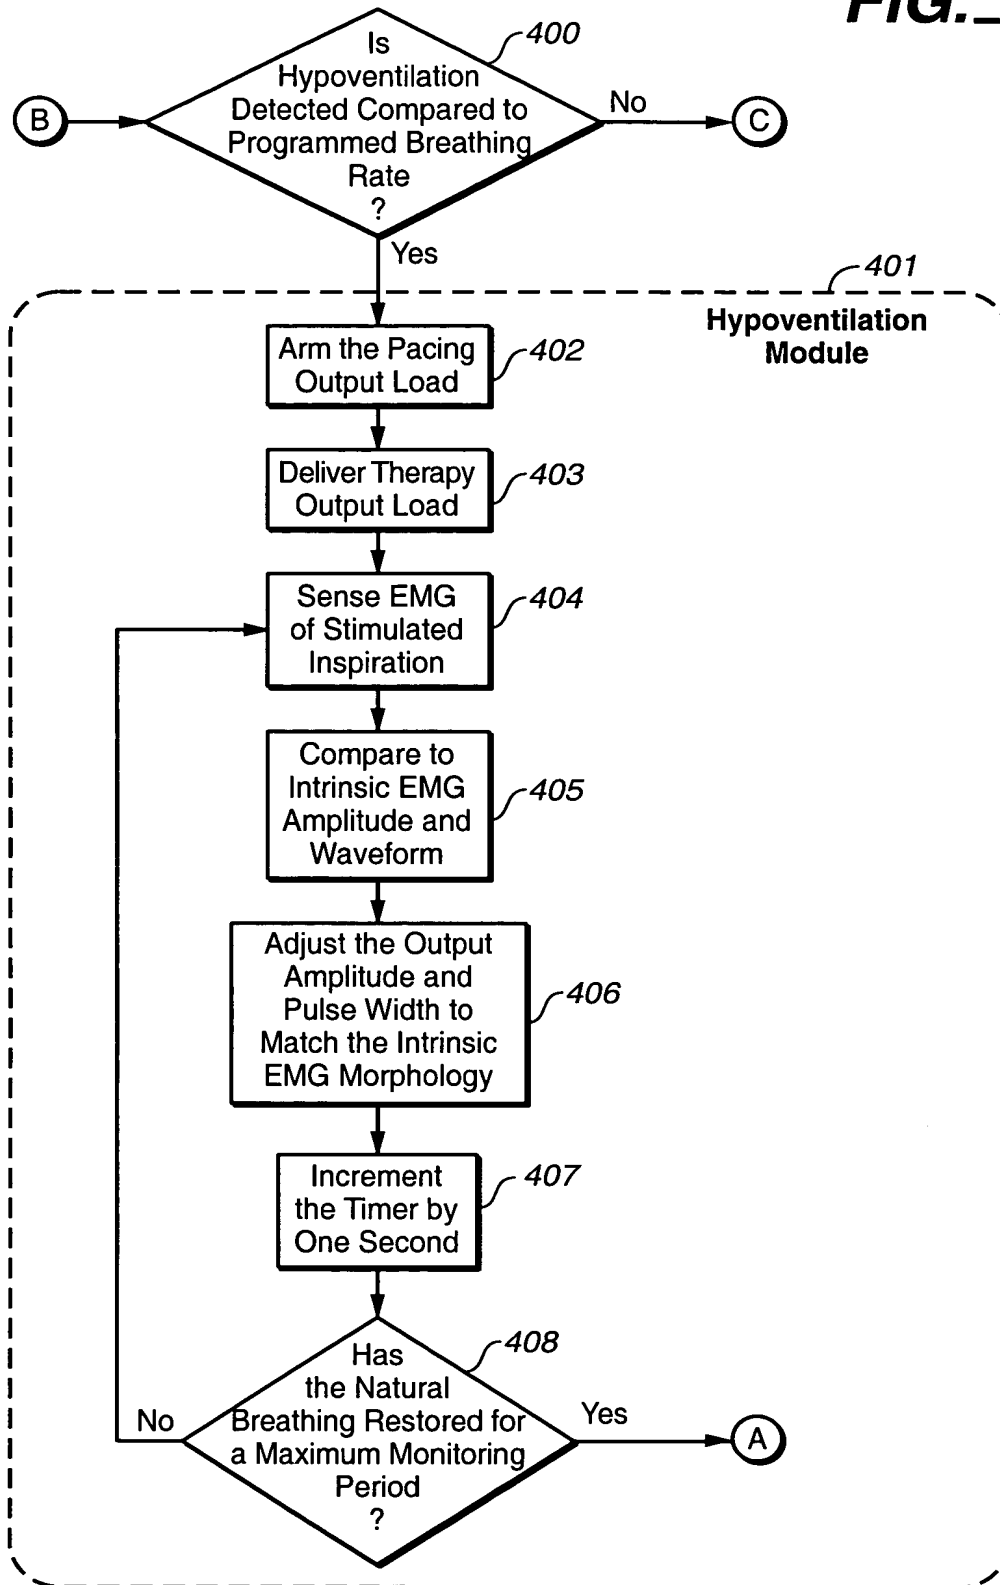 FIG._
Is
Hypoventilation
Detected Compared to
Programmed Breathing
Rate
?
400
B
No
C
Yes
401
Hypoventilation
Module
Arm the Pacing
Output Load
402
Deliver Therapy
Output Load
403
Sense EMG
of Stimulated
Inspiration
404
Compare to
Intrinsic EMG
Amplitude and
Waveform
405
Adjust the Output
Amplitude and
Pulse Width to
Match the Intrinsic
EMG Morphology
406
Increment
the Timer by
One Second
407
Has
the Natural
Breathing Restored for
a Maximum Monitoring
Period
?
408
No
Yes
A